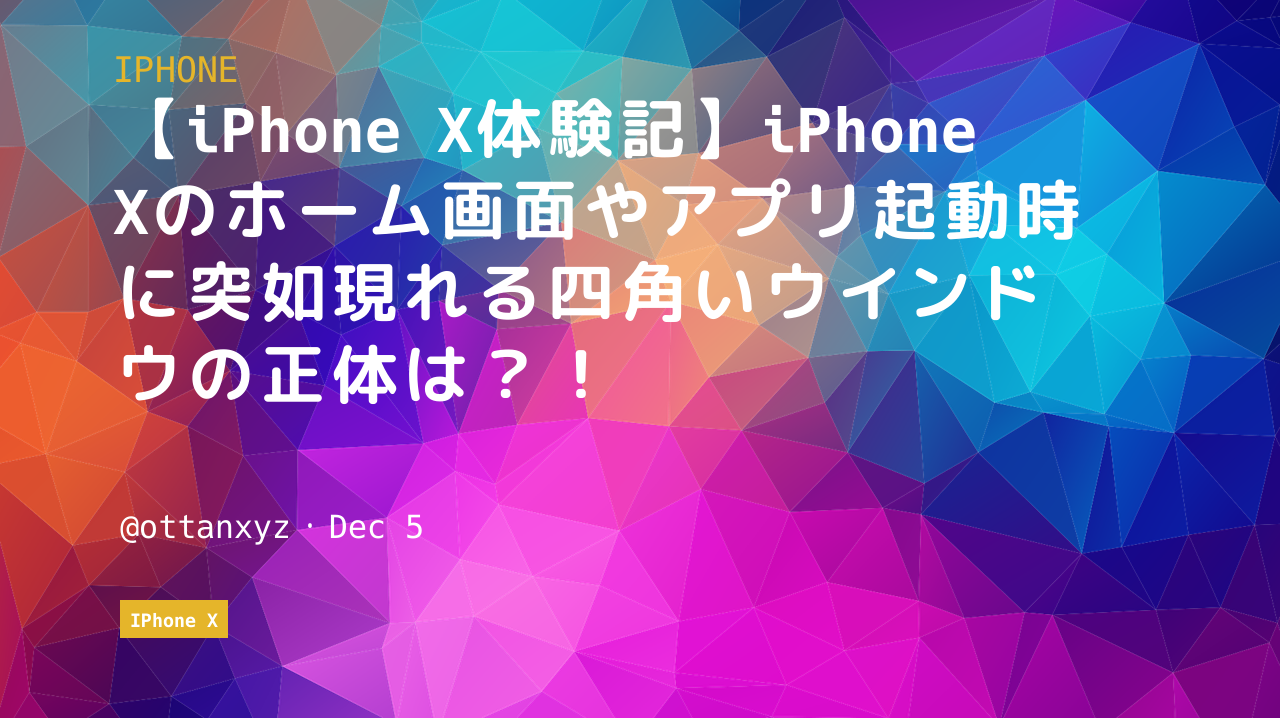 IPHONE
【iPhone X体験記】iPhone
Xのホーム画面やアプリ起動時
に突如現れる四角いウインド
ウの正体は？！
@ottanxyz・Dec 5
IPhone X